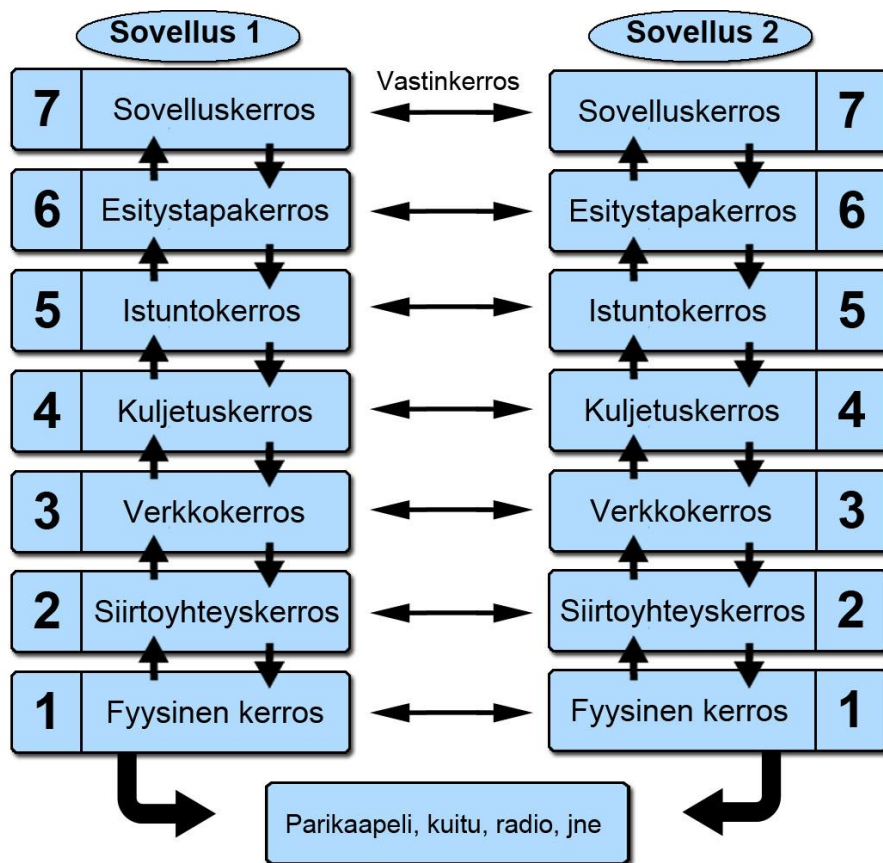 Sovellus 1
Sovellus 2
7 Sovelluskerros
Vastinkerros
Sovelluskerros 7
6 Esitystapakerros
Esitystapakerros 6
5 Istuntokerros
Istuntokerros 5
4 Kuljetuskerros
Kuljetuskerros 4
3 Verkkokerros
Verkkokerros 3
2 Siirtoyhteyskerros
Siirtoyhteyskerros 2
1 Fyysinen kerros
Fyysinen kerros 1
Parikaapeli, kuitu, radio, jne